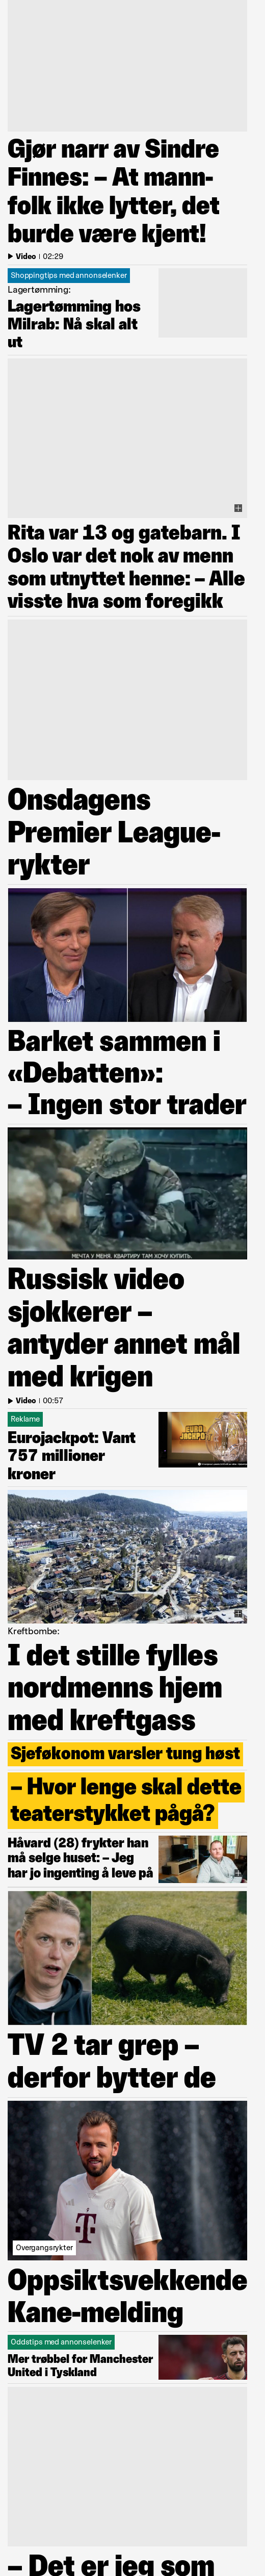 Gjør narr av Sindre
Finnes: – At mann-
folk ikke lytter, det
burde være kjent!
Video | 02:29
Shoppingtips med annonselenker
Lagertømming:
Lagertømming hos
Milrab: Nå skal alt
ut
Rita var 13 og gatebarn. I
Oslo var det nok av menn
som utnyttet henne: – Alle
visste hva som foregikk
Onsdagens
Premier League-
rykter
Barket sammen i
«Debatten»:
– Ingen stor trader
МЕЧТА У МЕНЯ. КВАРТИРУ ТАМ ХОЧУ КУПИТЬ.
Russisk video
sjokkerer –
antyder annet mål
med krigen
Video | 00:57
Reklame
Eurojackpot: Vant
757 millioner
kroner
EURO
JACKPO
Kreftbombe:
I det stille fylles
nordmenns hjem
med kreftgass
Sjeføkonom varsler tung høst
– Hvor lenge skal dette
teaterstykket pågå?
Håvard (28) frykter han
må selge huset: – Jeg
har jo ingenting å leve på
TV 2 tar grep –
derfor bytter de
T
Overgangsrykter
Oppsiktsvekkende
Kane-melding
Oddstips med annonselenker
Mer trøbbel for Manchester
United i Tyskland
– Det er jeg som